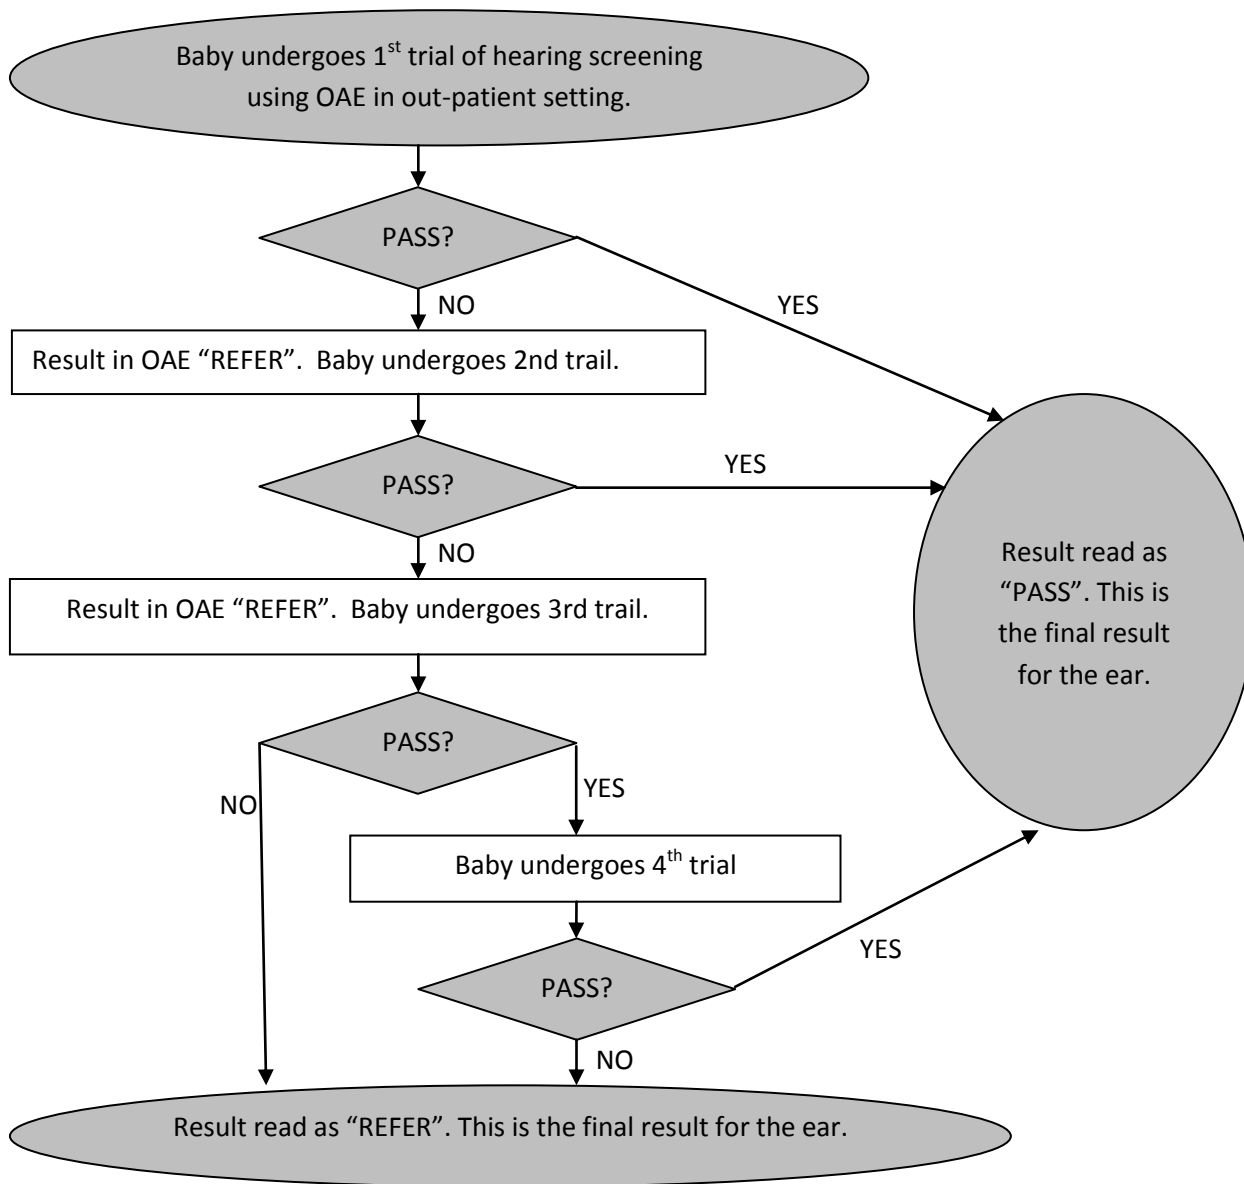 Baby undergoes 1st trial of hearing screening
using OAE in out-patient setting.
PASS?
NO
YES
Result in OAE “REFER”.  Baby undergoes 2nd trail.
PASS?
YES
NO
Result in OAE “REFER”.  Baby undergoes 3rd trail.
Result read as
“PASS”. This is
the final result
for the ear.
PASS?
NO
YES
Baby undergoes 4th trial
PASS?
YES
NO
Result read as “REFER”. This is the final result for the ear.